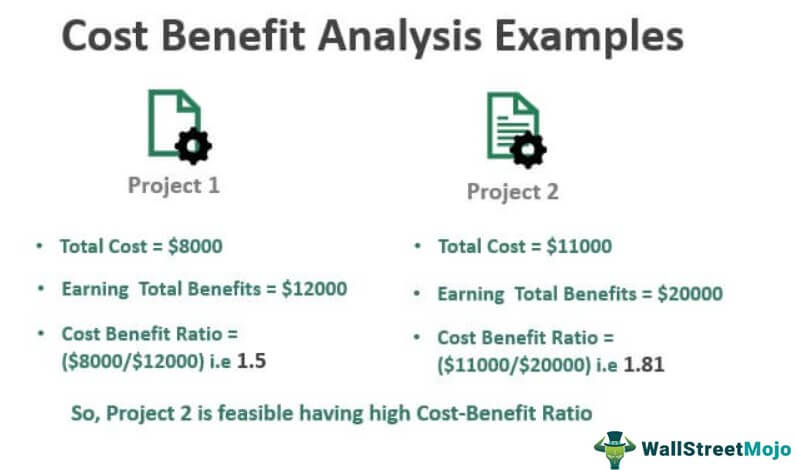 Cost Benefit Analysis Examples
Project 1
• Total Cost = $8000
• Earning Total Benefits = $12000
• Cost Benefit Ratio =
($8000/$12000) i.e 1.5
Project 2
• Total Cost = $11000
• Earning Total Benefits = $20000
• Cost Benefit Ratio =
($11000/$20000) i.e 1.81
So, Project 2 is feasible having high Cost-Benefit Ratio
WallStreetMojo